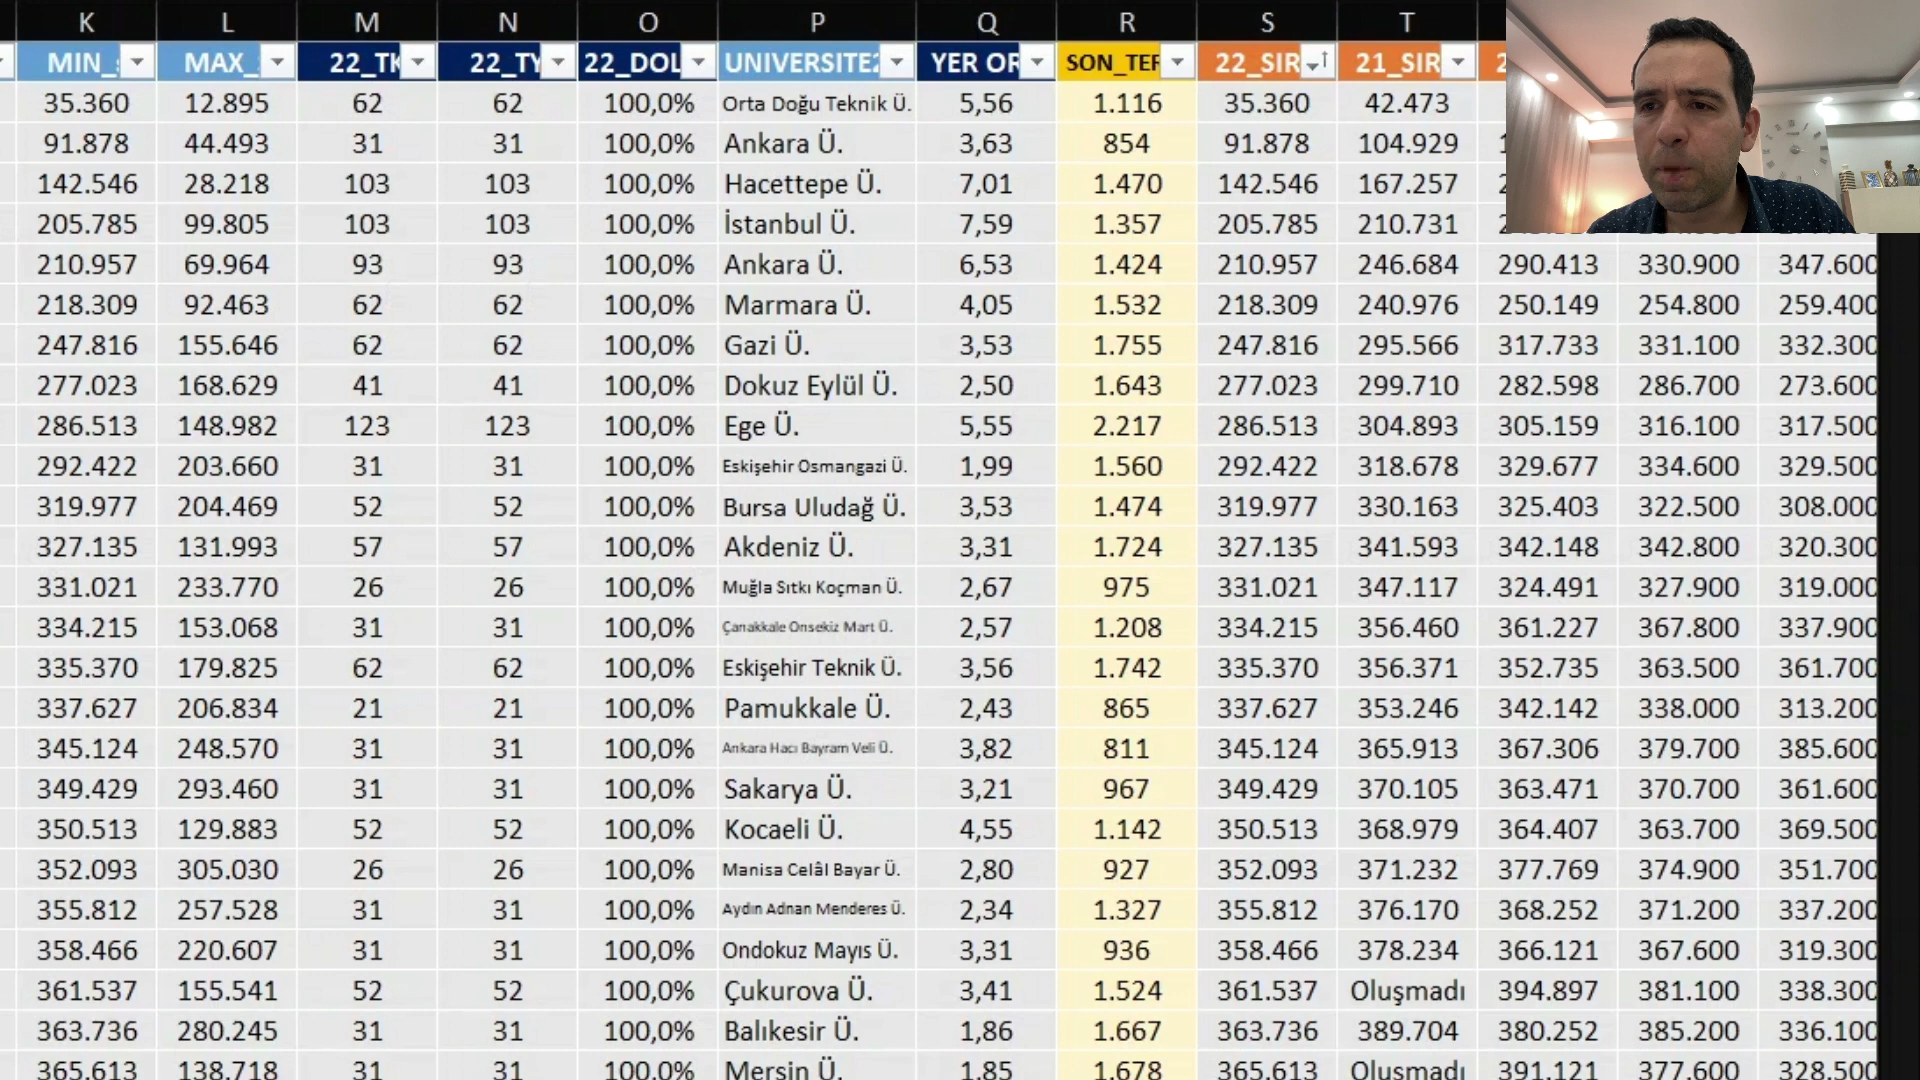 K L M N O P Q R S T
MIN_ MAX_ 22_TK 22_TY 22_DOL UNIVERSITE2 YER OR SON_TER 22_SIR 21_SIR 2
35.360 12.895 62 62 100,0% Orta Doğu Teknik Ü. 5,56 1.116 35.360 42.473
91.878 44.493 31 31 100,0% Ankara Ü. 3,63 854 91.878 104.929
142.546 28.218 103 103 100,0% Hacettepe Ü. 7,01 1.470 142.546 167.257
205.785 99.805 103 103 100,0% İstanbul Ü. 7,59 1.357 205.785 210.731
210.957 69.964 93 93 100,0% Ankara Ü. 6,53 1.424 210.957 246.684 290.413 330.900 347.600
218.309 92.463 62 62 100,0% Marmara Ü. 4,05 1.532 218.309 240.976 250.149 254.800 259.400
247.816 155.646 62 62 100,0% Gazi Ü. 3,53 1.755 247.816 295.566 317.733 331.100 332.300
277.023 168.629 41 41 100,0% Dokuz Eylül Ü. 2,50 1.643 277.023 299.710 282.598 286.700 273.600
286.513 148.982 123 123 100,0% Ege Ü. 5,55 2.217 286.513 304.893 305.159 316.100 317.500
292.422 203.660 31 31 100,0% Eskişehir Osmangazi Ü. 1,99 1.560 292.422 318.678 329.677 334.600 329.500
319.977 204.469 52 52 100,0% Bursa Uludağ Ü. 3,53 1.474 319.977 330.163 325.403 322.500 308.000
327.135 131.993 57 57 100,0% Akdeniz Ü. 3,31 1.724 327.135 341.593 342.148 342.800 320.300
331.021 233.770 26 26 100,0% Muğla Sıtkı Koçman Ü. 2,67 975 331.021 347.117 324.491 327.900 319.000
334.215 153.068 31 31 100,0% Çanakkale Onsekiz Mart Ü. 2,57 1.208 334.215 356.460 361.227 367.800 337.900
335.370 179.825 62 62 100,0% Eskişehir Teknik Ü. 3,56 1.742 335.370 356.371 352.735 363.500 361.700
337.627 206.834 21 21 100,0% Pamukkale Ü. 2,43 865 337.627 353.246 342.142 338.000 313.200
345.124 248.570 31 31 100,0% Ankara Hacı Bayram Veli Ü. 3,82 811 345.124 365.913 367.306 379.700 385.600
349.429 293.460 31 31 100,0% Sakarya Ü. 3,21 967 349.429 370.105 363.471 370.700 361.600
350.513 129.883 52 52 100,0% Kocaeli Ü. 4,55 1.142 350.513 368.979 364.407 363.700 369.500
352.093 305.030 26 26 100,0% Manisa Celâl Bayar Ü. 2,80 927 352.093 371.232 377.769 374.900 351.700
355.812 257.528 31 31 100,0% Aydın Adnan Menderes Ü. 2,34 1.327 355.812 376.170 368.252 371.200 337.200
358.466 220.607 31 31 100,0% Ondokuz Mayıs Ü. 3,31 936 358.466 378.234 366.121 367.600 319.300
361.537 155.541 52 52 100,0% Çukurova Ü. 3,41 1.524 361.537 Oluşmadı 394.897 381.100 338.300
363.736 280.245 31 31 100,0% Balıkesir Ü. 1,86 1.667 363.736 389.704 380.252 385.200 336.100
365.613 138.718 31 31 100,0% Mersin Ü. 1,85 1.678 365.613 Oluşmadı 391.121 377.600 328.500